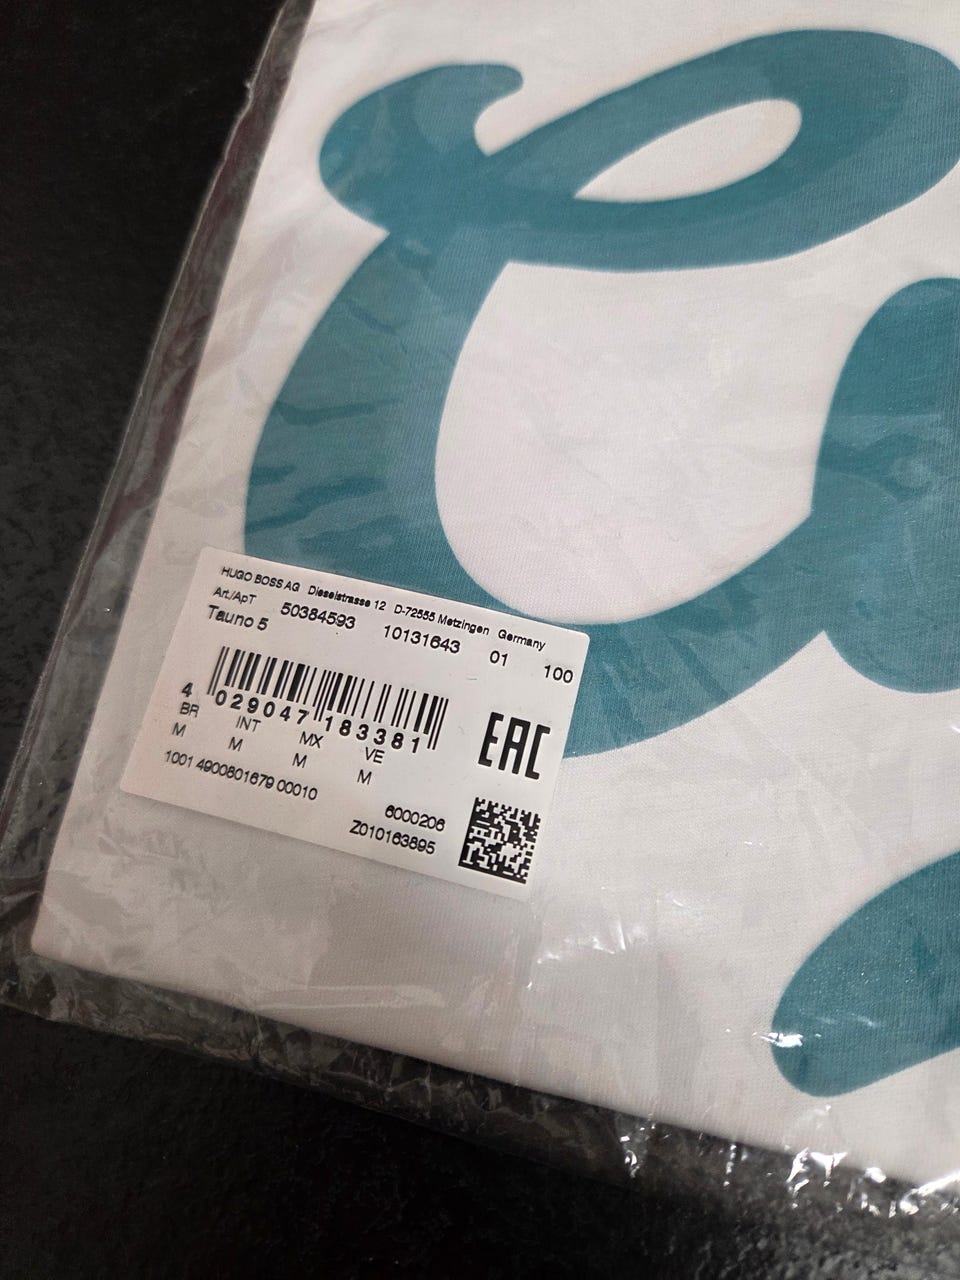 HUGO BOSS AG Dieselstrasse 12 D-72555 Metzingen Germany
Art./ApT 50384593 10131643 01 100
Tauno 5
4 029047 183381
BR INT MX VE
M M M M
1001 4900801679 00010
6000206
Z010163895
EAC